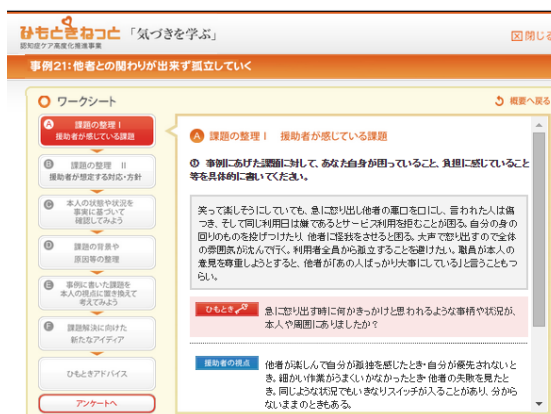 ひもときねっと 「気づきを学ぶ」
認知症ケア高度化推進事業
閉じる
事例21：他者との関わりが出来ず孤立していく
ワークシート
概要へ戻る
A 課題の整理 I
援助者が感じている課題
B 課題の整理 II
援助者が想定する対応・方針
C 本人の状態や状況を
事実に基づいて
確認してみよう
D 課題の背景や
原因等の整理
E 事例に書いた課題を
本人の視点に置き換えて
考えてみよう
F 課題解決に向けた
新たなアイディア
ひもときアドバイス
アンケートへ
A 課題の整理 I 援助者が感じている課題
① 事例にあげた課題に対して、あなた自身が困っていること、負担に感じていること
等を具体的に書いてください。
笑って楽しそうにしていても、急に怒り出し他者の悪口を口にし、言われた人は傷
つき、そして同じ利用日は嫌であるとサービス利用を拒むことが困る。自分の身の
回りのものを投げつけたり、他者に怪我をさせると困る。大声で怒り出すので全体
の雰囲気が沈んで行く。利用者全員から孤立することを避けたい。職員が本人の
意見を尊重しようとすると、他者が「あの人ばっかり大事にしている」と言うこともつ
らい。
ひもとき 急に怒り出す時に何かきっかけと思われるような事柄や状況が、
本人や周囲にありましたか？
援助者の視点 他者が楽しんで自分が孤独を感じたとき・自分が優先されないと
き。細かい作業がうまくいかなかったとき・他者の失敗を見たと
き。同じような状況でもいきなりスイッチが入ることがあり、分から
ないままのときもある。